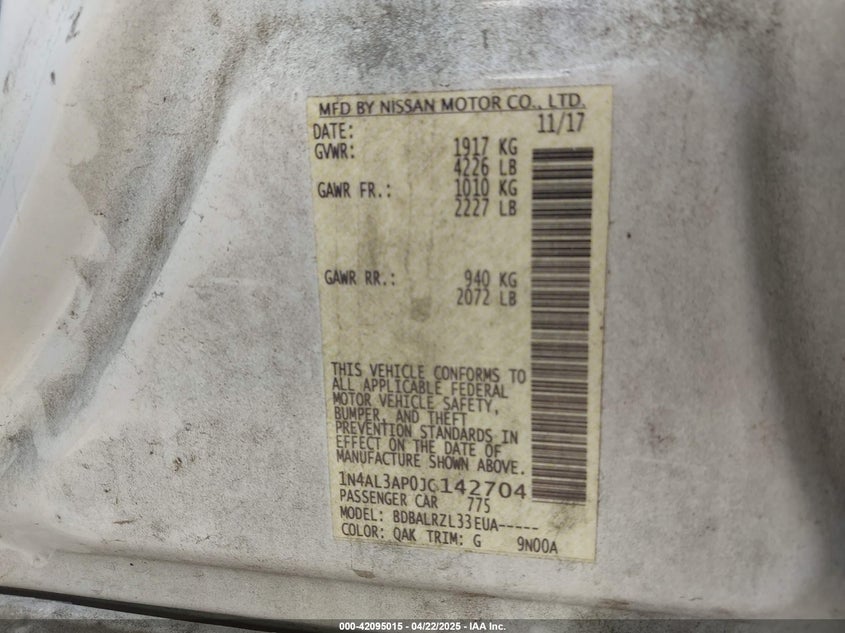 MFD BY NISSAN MOTOR CO., LTD.
DATE: 11/17
GVWR: 1917 KG
4226 LB
GAWR FR.: 1010 KG
2227 LB
GAWR RR.: 940 KG
2072 LB
THIS VEHICLE CONFORMS TO
ALL APPLICABLE FEDERAL
MOTOR VEHICLE SAFETY,
BUMPER, AND THEFT
PREVENTION STANDARDS IN
EFFECT ON THE DATE OF
MANUFACTURE SHOWN ABOVE.
1N4AL3AP0JC142704
PASSENGER CAR 775
MODEL: BDBALRZL33EUA-----
COLOR: QAK TRIM: G 9N00A
000-42095015 - 04/22/2025 - IAA Inc.